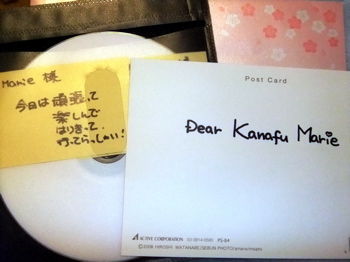 Marie 様
今日は頑張って
楽しんで
はりきって
行ってらっしゃい!
Post Card
Dear Kanafu Marie
ACTIVE CORPORATION